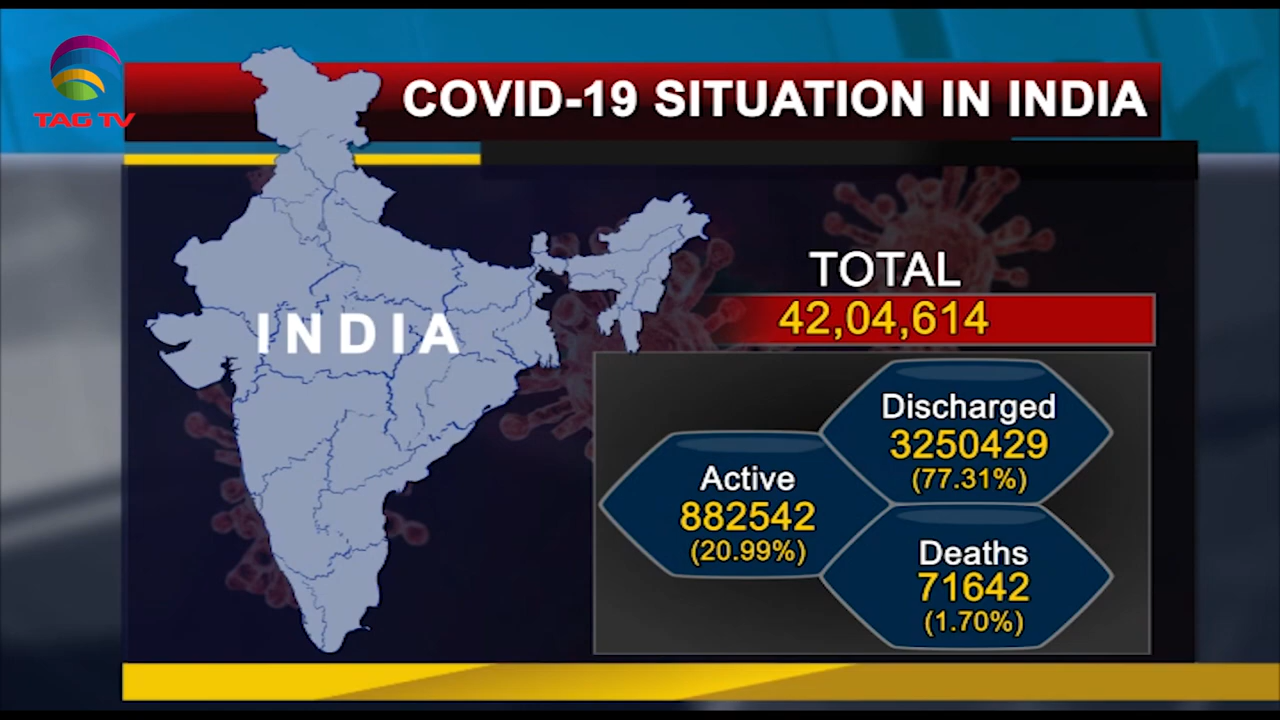 TAG TV
COVID-19 SITUATION IN INDIA
INDIA
TOTAL
42,04,614
Active
882542
(20.99%)
Discharged
3250429
(77.31%)
Deaths
71642
(1.70%)